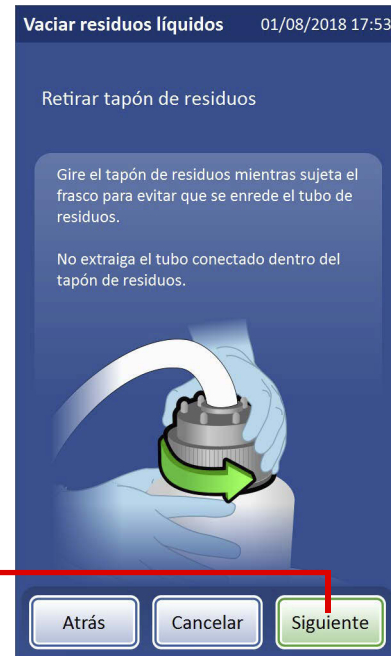 Vaciar residuos líquidos 01/08/2018 17:53
Retirar tapón de residuos
Gire el tapón de residuos mientras sujeta el
frasco para evitar que se enrede el tubo de
residuos.
No extraiga el tubo conectado dentro del
tapón de residuos.
Atrás Cancelar Siguiente